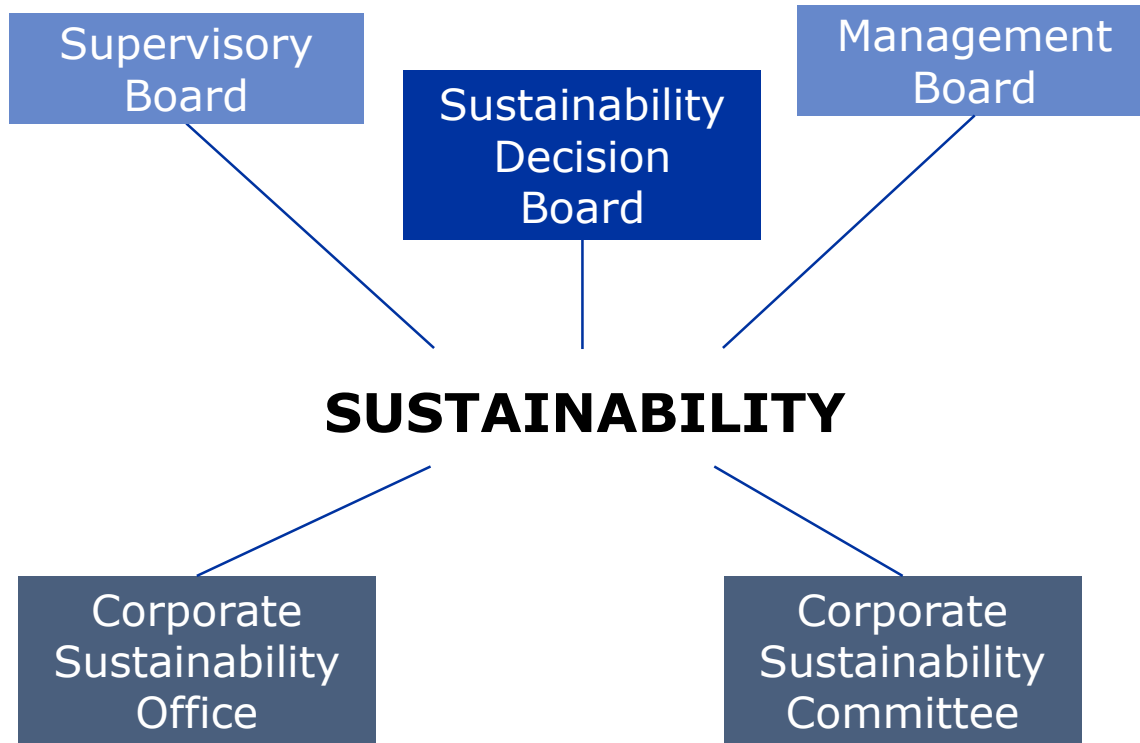 Supervisory
Board
Sustainability
Decision
Board
Management
Board
SUSTAINABILITY
Corporate
Sustainability
Office
Corporate
Sustainability
Committee